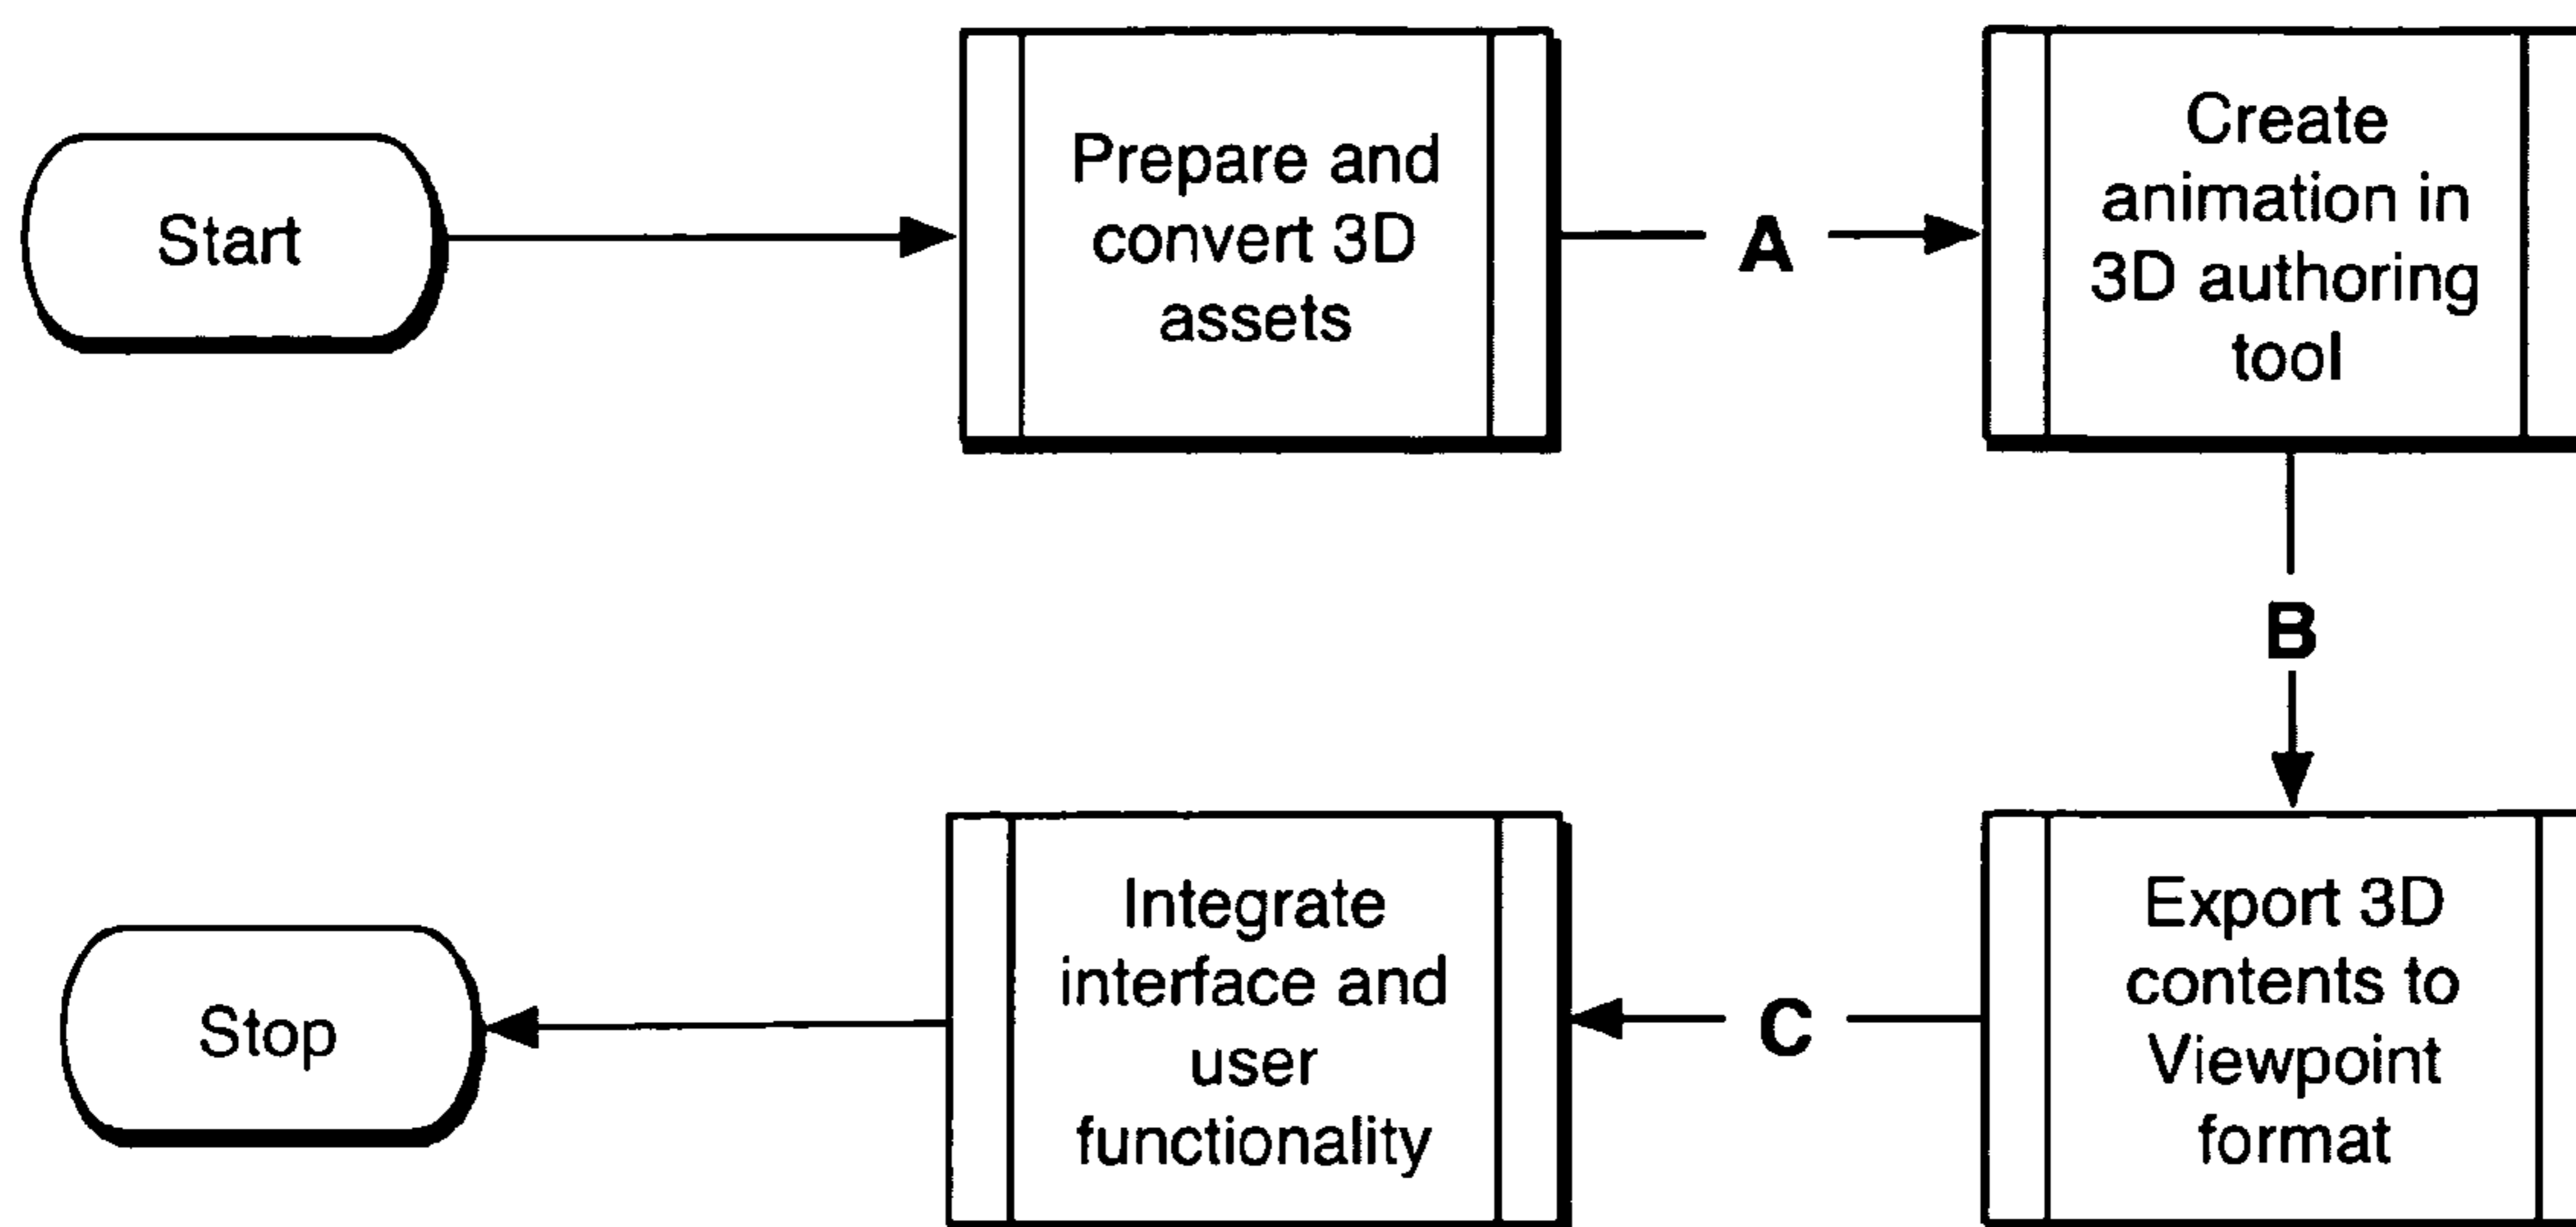 Start
Prepare and
convert 3D
assets
A
Create
animation in
3D authoring
tool
B
Export 3D
contents to
Viewpoint
format
C
Integrate
interface and
user
functionality
Stop